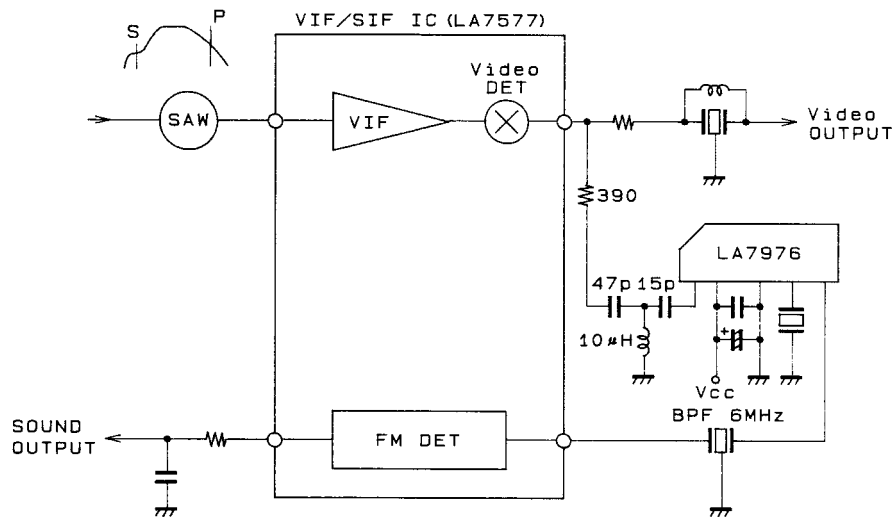 VIF/SIF IC (LA7577)
S
P
Video
DET
SAW
VIF
Video
OUTPUT
390
LA7976
47p 15p
10μH
+
Vcc
BPF 6MHz
SOUND
OUTPUT
FM DET